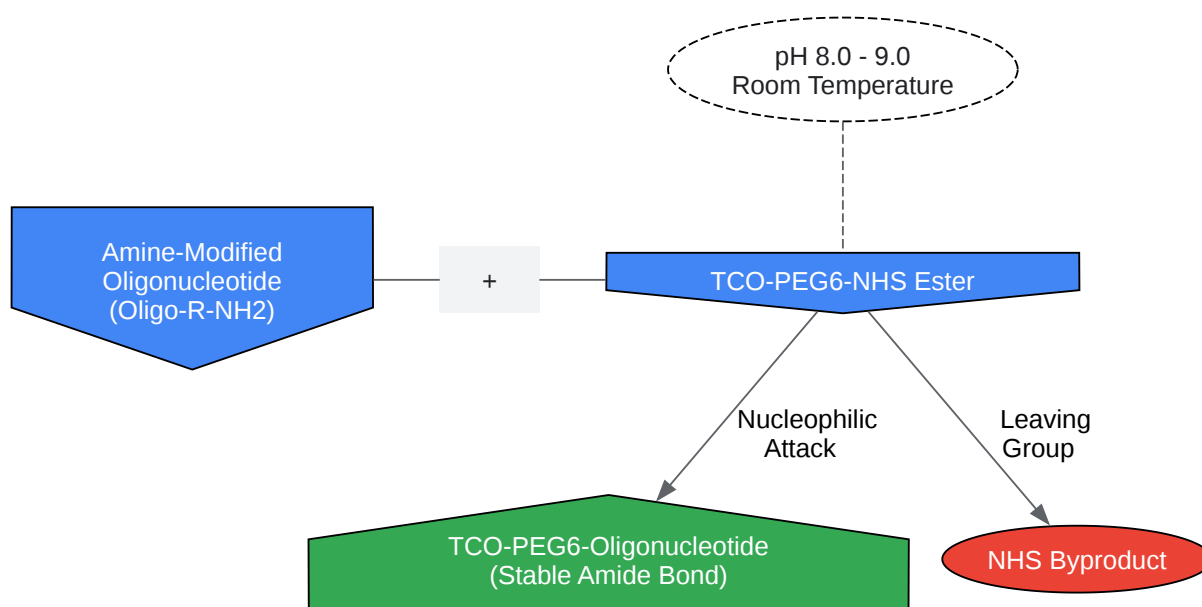 pH 8.0 - 9.0
Room Temperature
Amine-Modified
Oligonucleotide
(Oligo-R-NH2)
+
TCO-PEG6-NHS Ester
Nucleophilic
Attack
Leaving
Group
TCO-PEG6-Oligonucleotide
(Stable Amide Bond)
NHS Byproduct